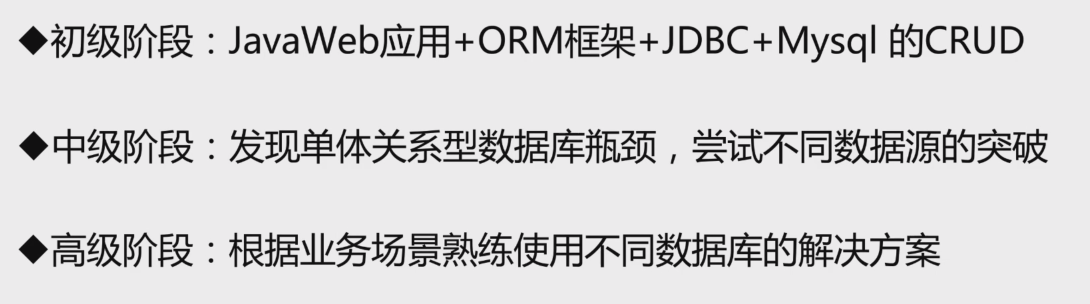 ◆初级阶段：JavaWeb应用+ORM框架+JDBC+Mysql 的CRUD
◆中级阶段：发现单体关系型数据库瓶颈，尝试不同数据源的突破
◆高级阶段：根据业务场景熟练使用不同数据库的解决方案